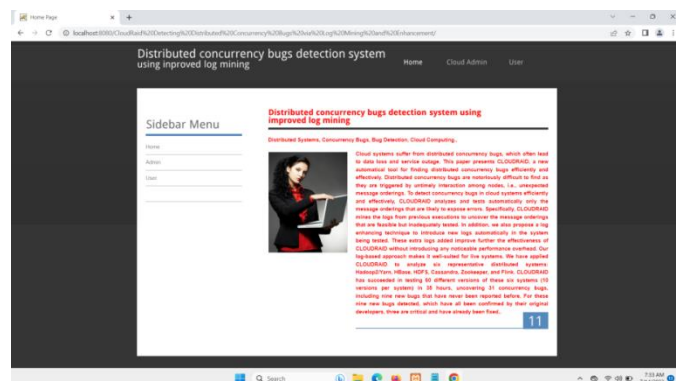 Home Page
localhost:8080/CloudRaid%20Detecting%20Distributed%20Concurrency%20Bugs%20via%20Log%20Mining%20and%20Enhancement/
Distributed concurrency bugs detection system
using inproved log mining
Home Cloud Admin User
Sidebar Menu
Home
Admin
User
Distributed concurrency bugs detection system using
improved log mining
Distributed Systems, Concurrency Bugs, Bug Detection, Cloud Computing.,
Cloud systems suffer from distributed concurrency bugs, which often lead
to data loss and service outage. This paper presents CLOUDRAID, a new
automatical tool for finding distributed concurrency bugs efficiently and
effectively. Distributed concurrency bugs are notoriously difficult to find as
they are triggered by untimely interaction among nodes, i.e., unexpected
message orderings. To detect concurrency bugs in cloud systems efficiently
and effectively, CLOUDRAID analyzes and tests automatically only the
message orderings that are likely to expose errors. Specifically, CLOUDRAID
mines the logs from previous executions to uncover the message orderings
that are feasible but inadequately tested. In addition, we also propose a log
enhancing technique to introduce new logs automatically in the system
being tested. These extra logs added improve further the effectiveness of
CLOUDRAID without introducing any noticeable performance overhead. Our
log-based approach makes it well-suited for live systems. We have applied
CLOUDRAID to analyze six representative distributed systems:
Hadoop2/Yarn, HBase, HDFS, Cassandra, Zookeeper, and Flink. CLOUDRAID
has succeeded in testing 60 different versions of these six systems (10
versions per system) in 35 hours, uncovering 31 concurrency bugs,
including nine new bugs that have never been reported before. For these
nine new bugs detected, which have all been confirmed by their original
developers, three are critical and have already been fixed.
11
Search
7:33 AM